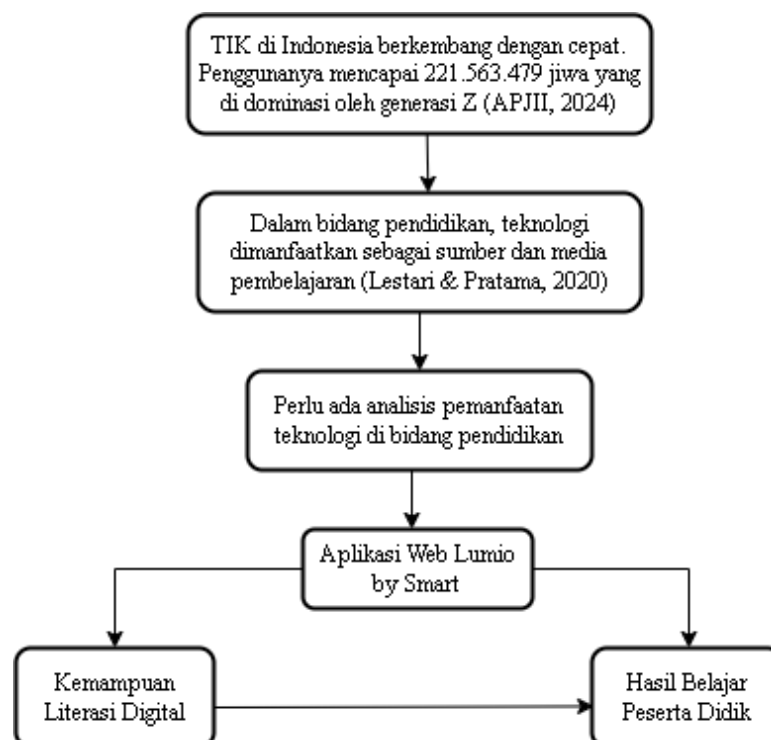 TIK di Indonesia berkembang dengan cepat.
Penggunanya mencapai 221.563.479 jiwa yang
di dominasi oleh generasi Z (APJII, 2024)
Dalam bidang pendidikan, teknologi
dimanfaatkan sebagai sumber dan media
pembelajaran (Lestari & Pratama, 2020)
Perlu ada analisis pemanfaatan
teknologi di bidang pendidikan
Aplikasi Web Lumio
by Smart
Kemampuan
Literasi Digital
Hasil Belajar
Peserta Didik